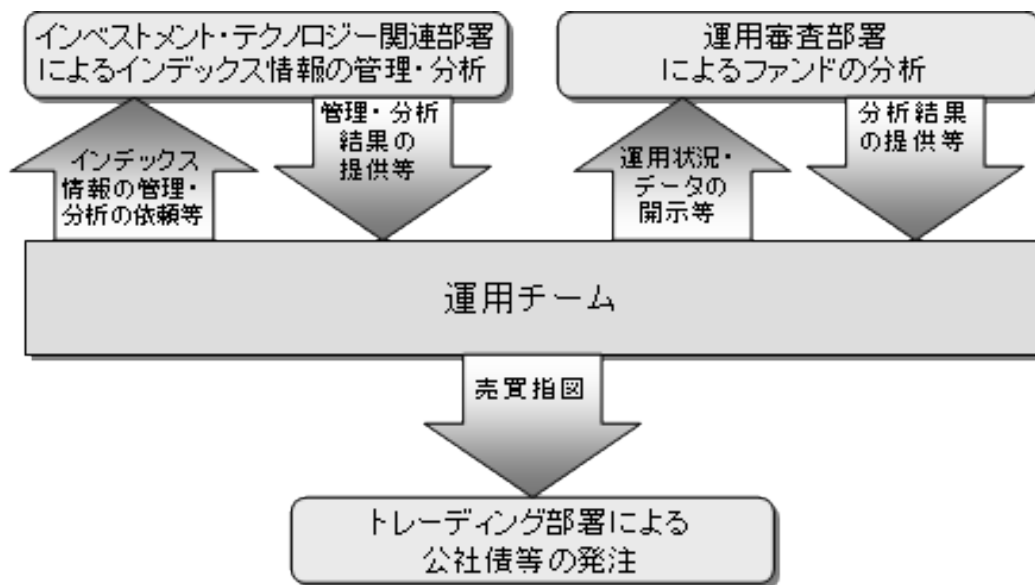 インベストメント・テクノロジー関連部署
によるインデックス情報の管理・分析
運用審査部署
によるファンドの分析
インデックス
情報の管理・
分析の依頼等
管理・分析
結果の
提供等
運用状況・
データの
開示等
分析結果
の提供等
運用チーム
売買指図
トレーディング部署による
公社債等の発注